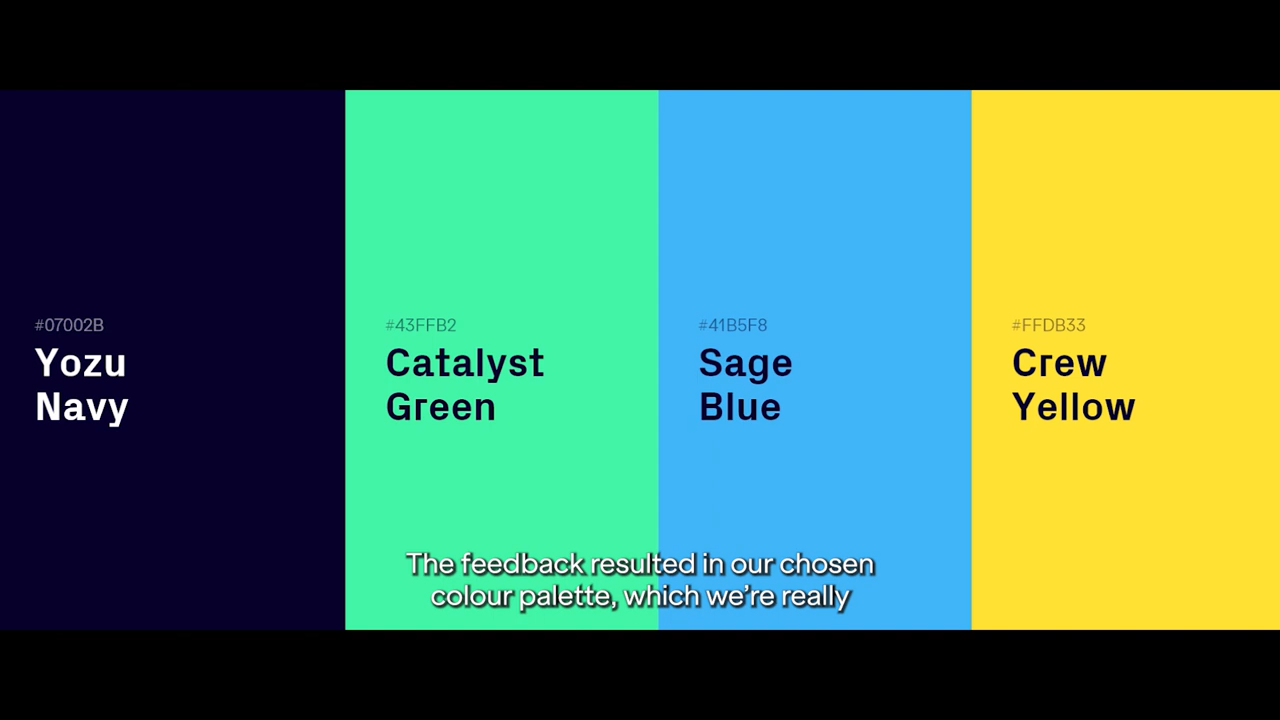 #07002B
Yozu
Navy
#43FFB2
Catalyst
Green
#41B5F8
Sage
Blue
#FFDB33
Crew
Yellow
The feedback resulted in our chosen
colour palette, which we're really